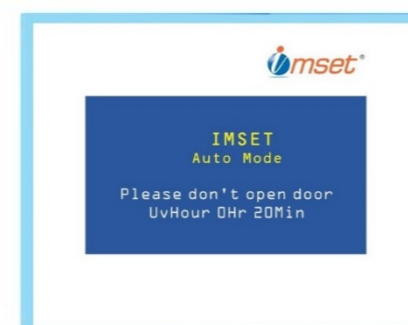 imset®
IMSET
Auto Mode
Please don't open door
UvHour 0Hr 20Min